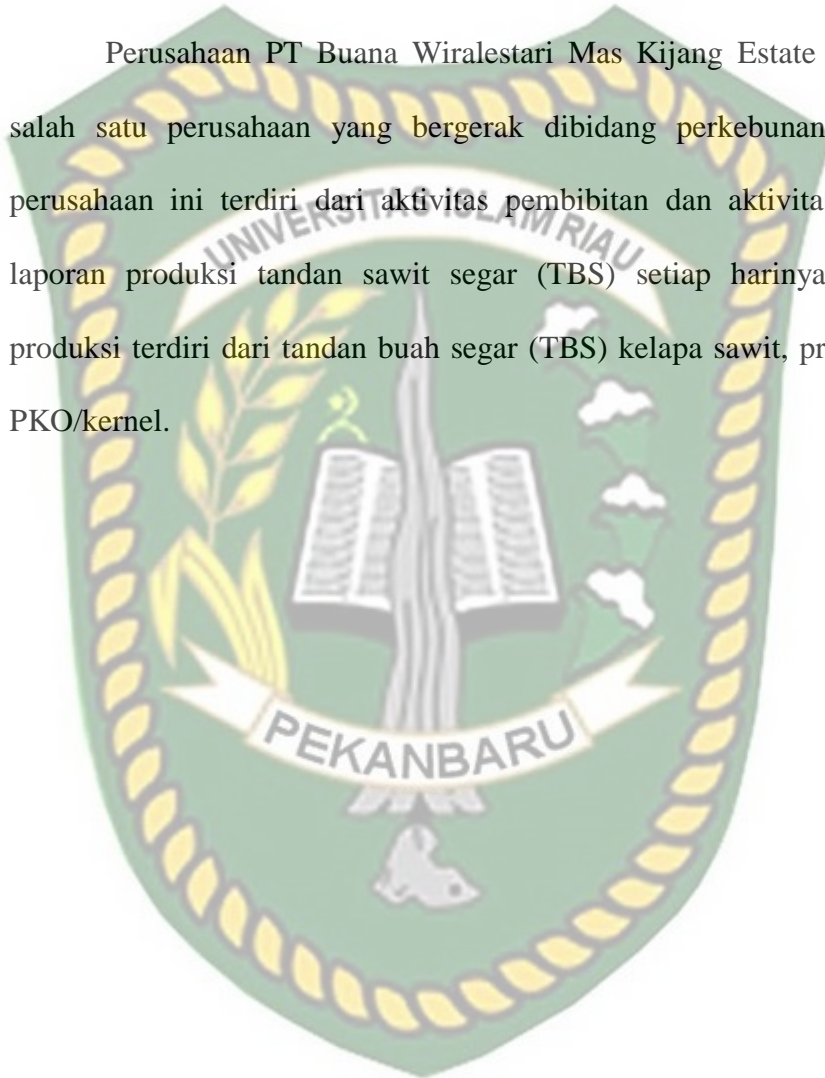 Perusahaan PT Buana Wiralestari Mas Kijang Estate
salah satu perusahaan yang bergerak dibidang perkebunan
perusahaan ini terdiri dari aktivitas pembibitan dan aktivita
laporan produksi tandan sawit segar (TBS) setiap harinya
produksi terdiri dari tandan buah segar (TBS) kelapa sawit, pr
PKO/kernel.
UNIVERSITAS ISLAM RIAU
PEKANBARU